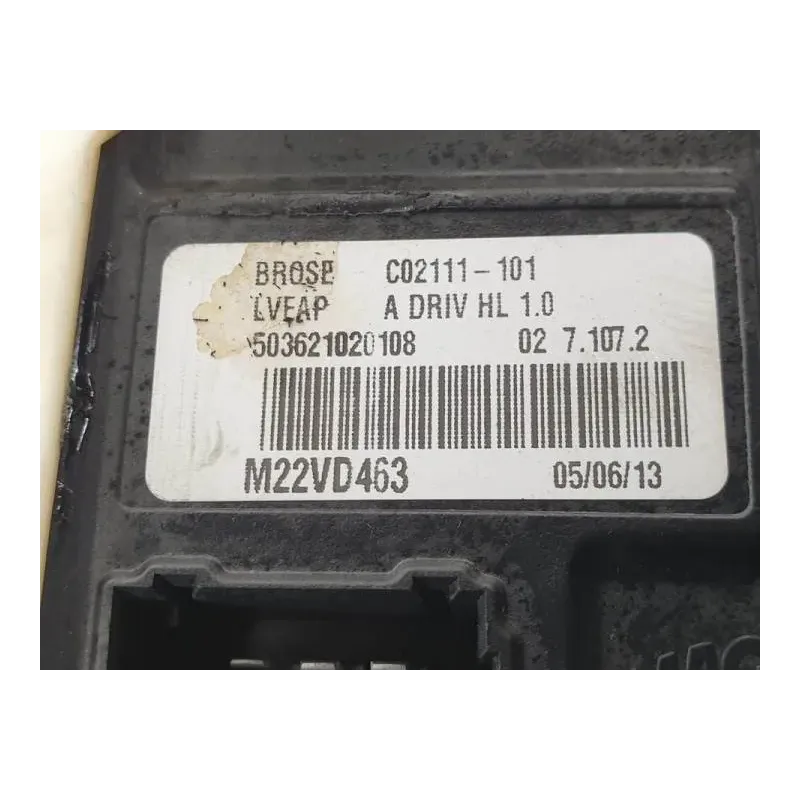 BROSE C02111-101
LVEAP A DRIV HL 1.0
503621020108 02 7.107.2
M22VD463 05/06/13